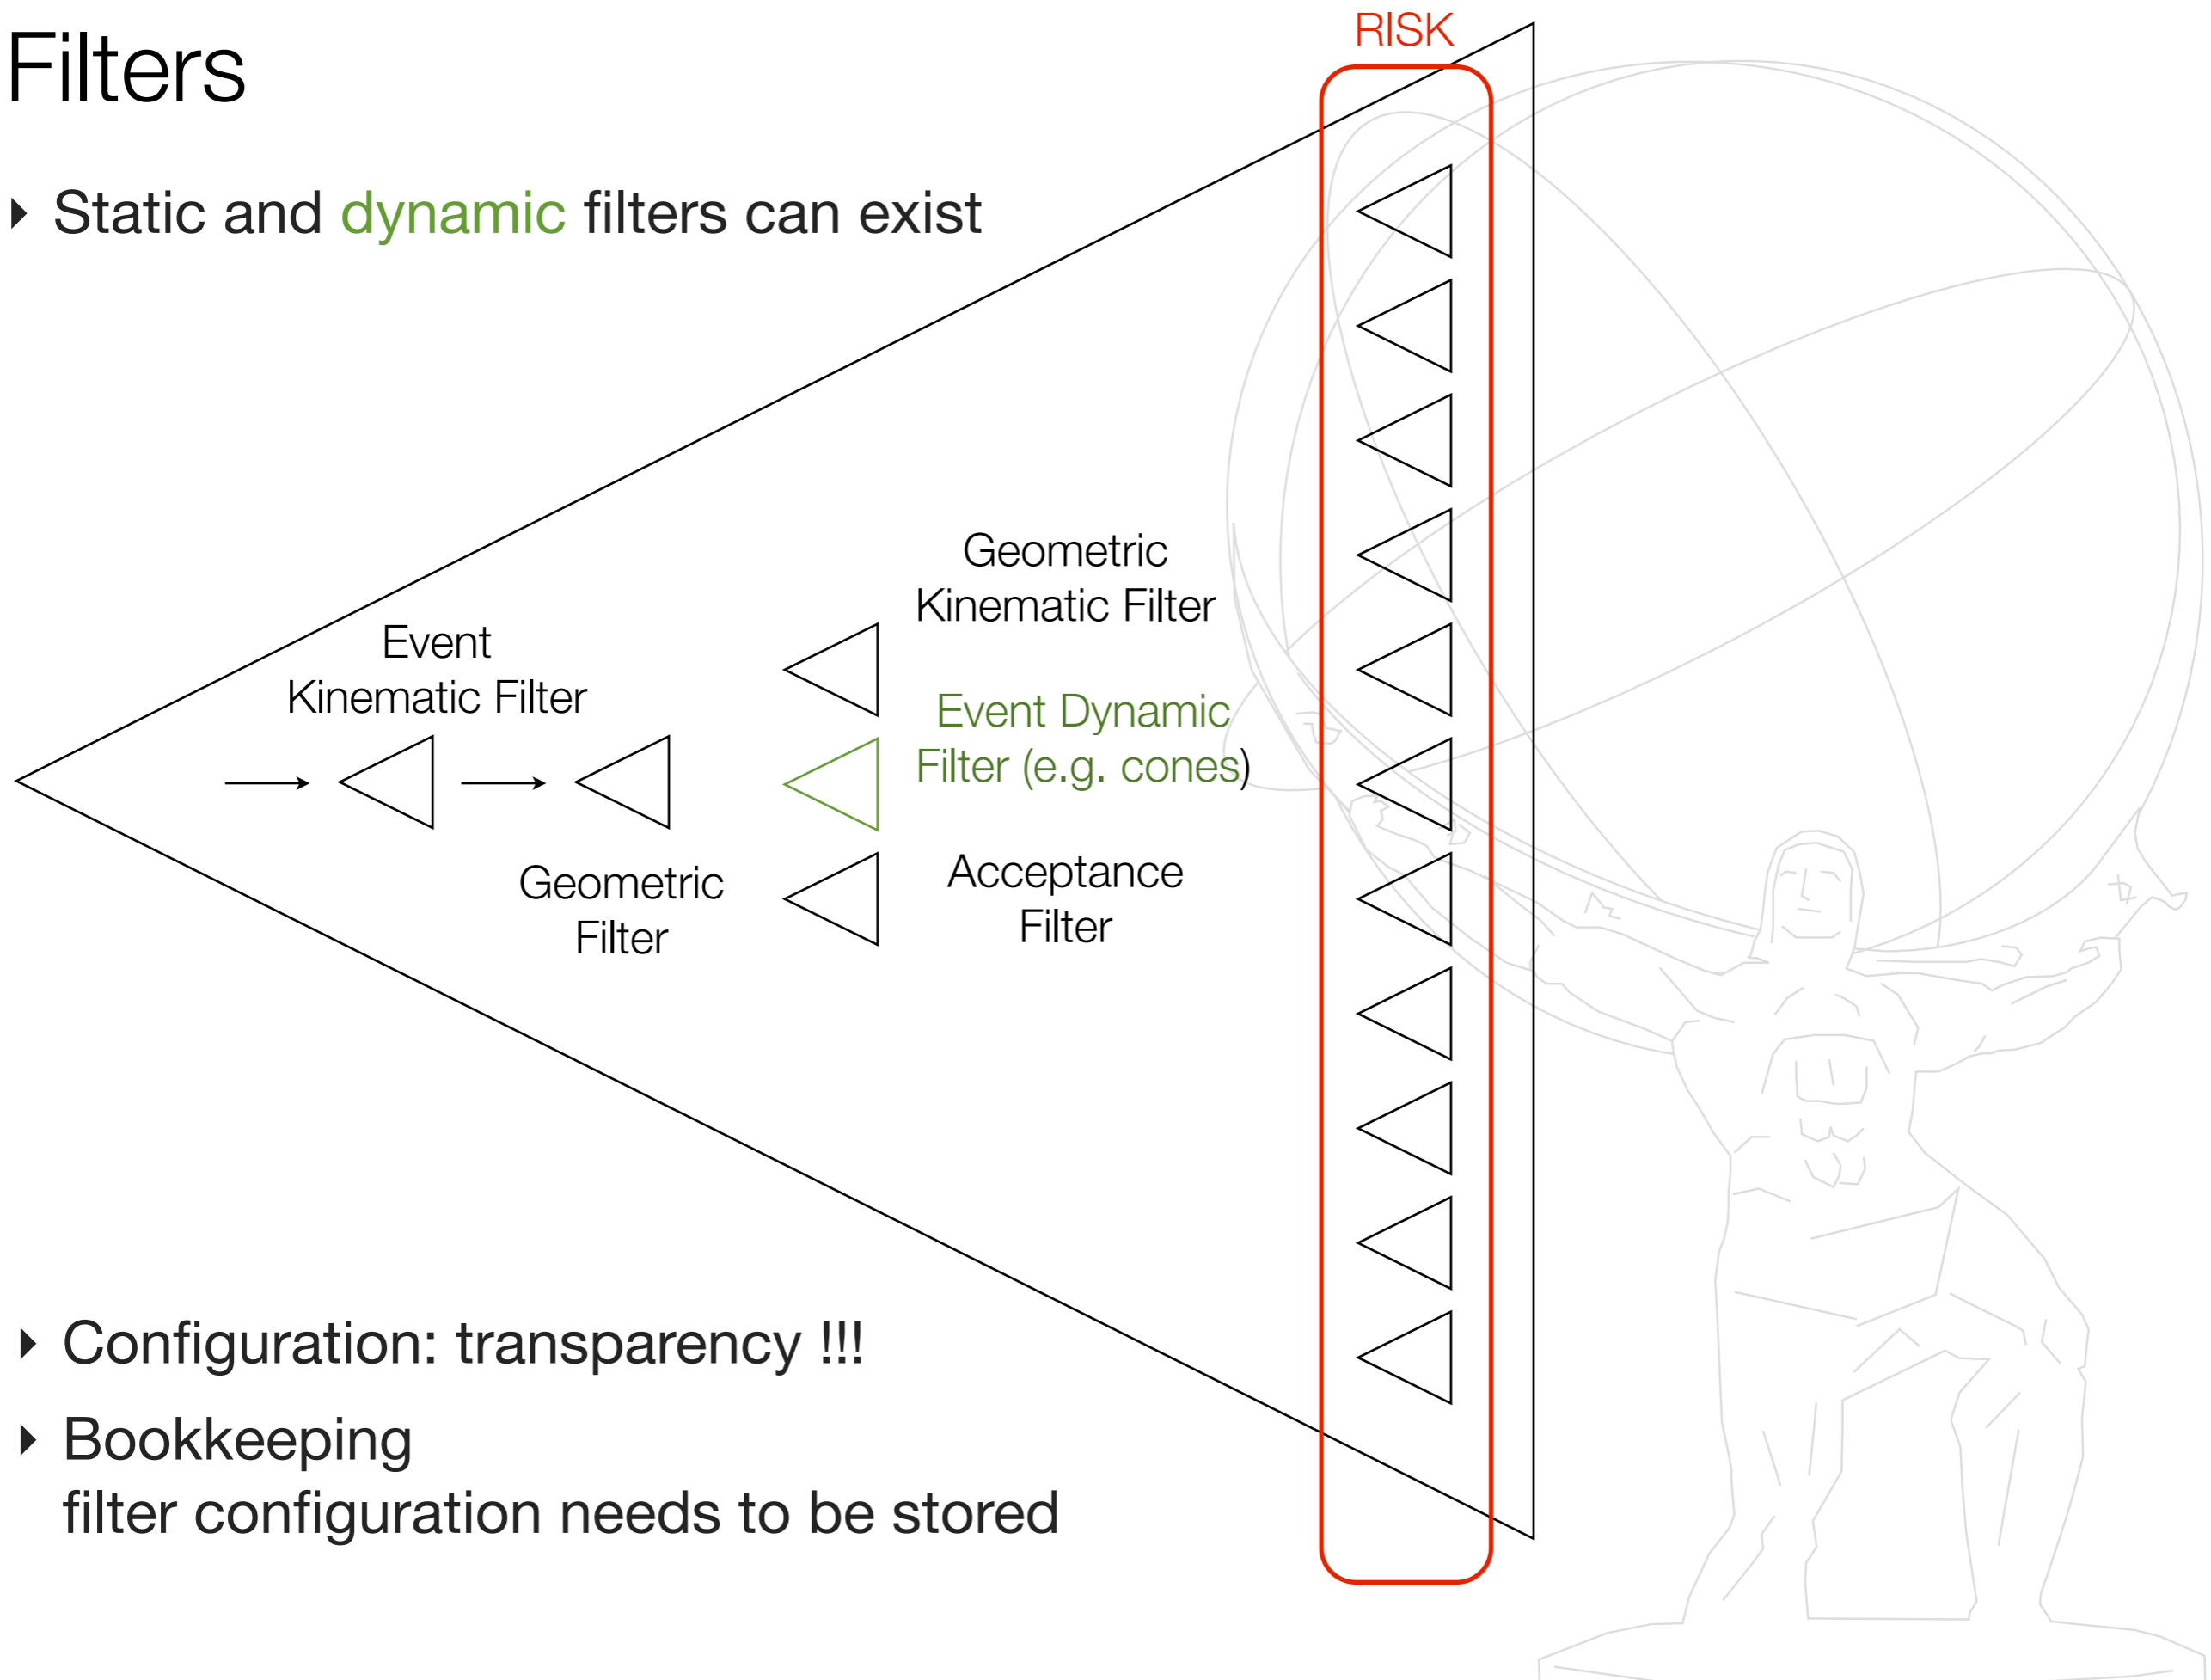 Filters
RISK
‣ Static and dynamic filters can exist
Geometric
Kinematic Filter
Event
Kinematic Filter
Event Dynamic
Filter (e.g. cones)
Geometric
Filter
Acceptance
Filter
‣ Configuration: transparency !!!
‣ Bookkeeping
filter configuration needs to be stored